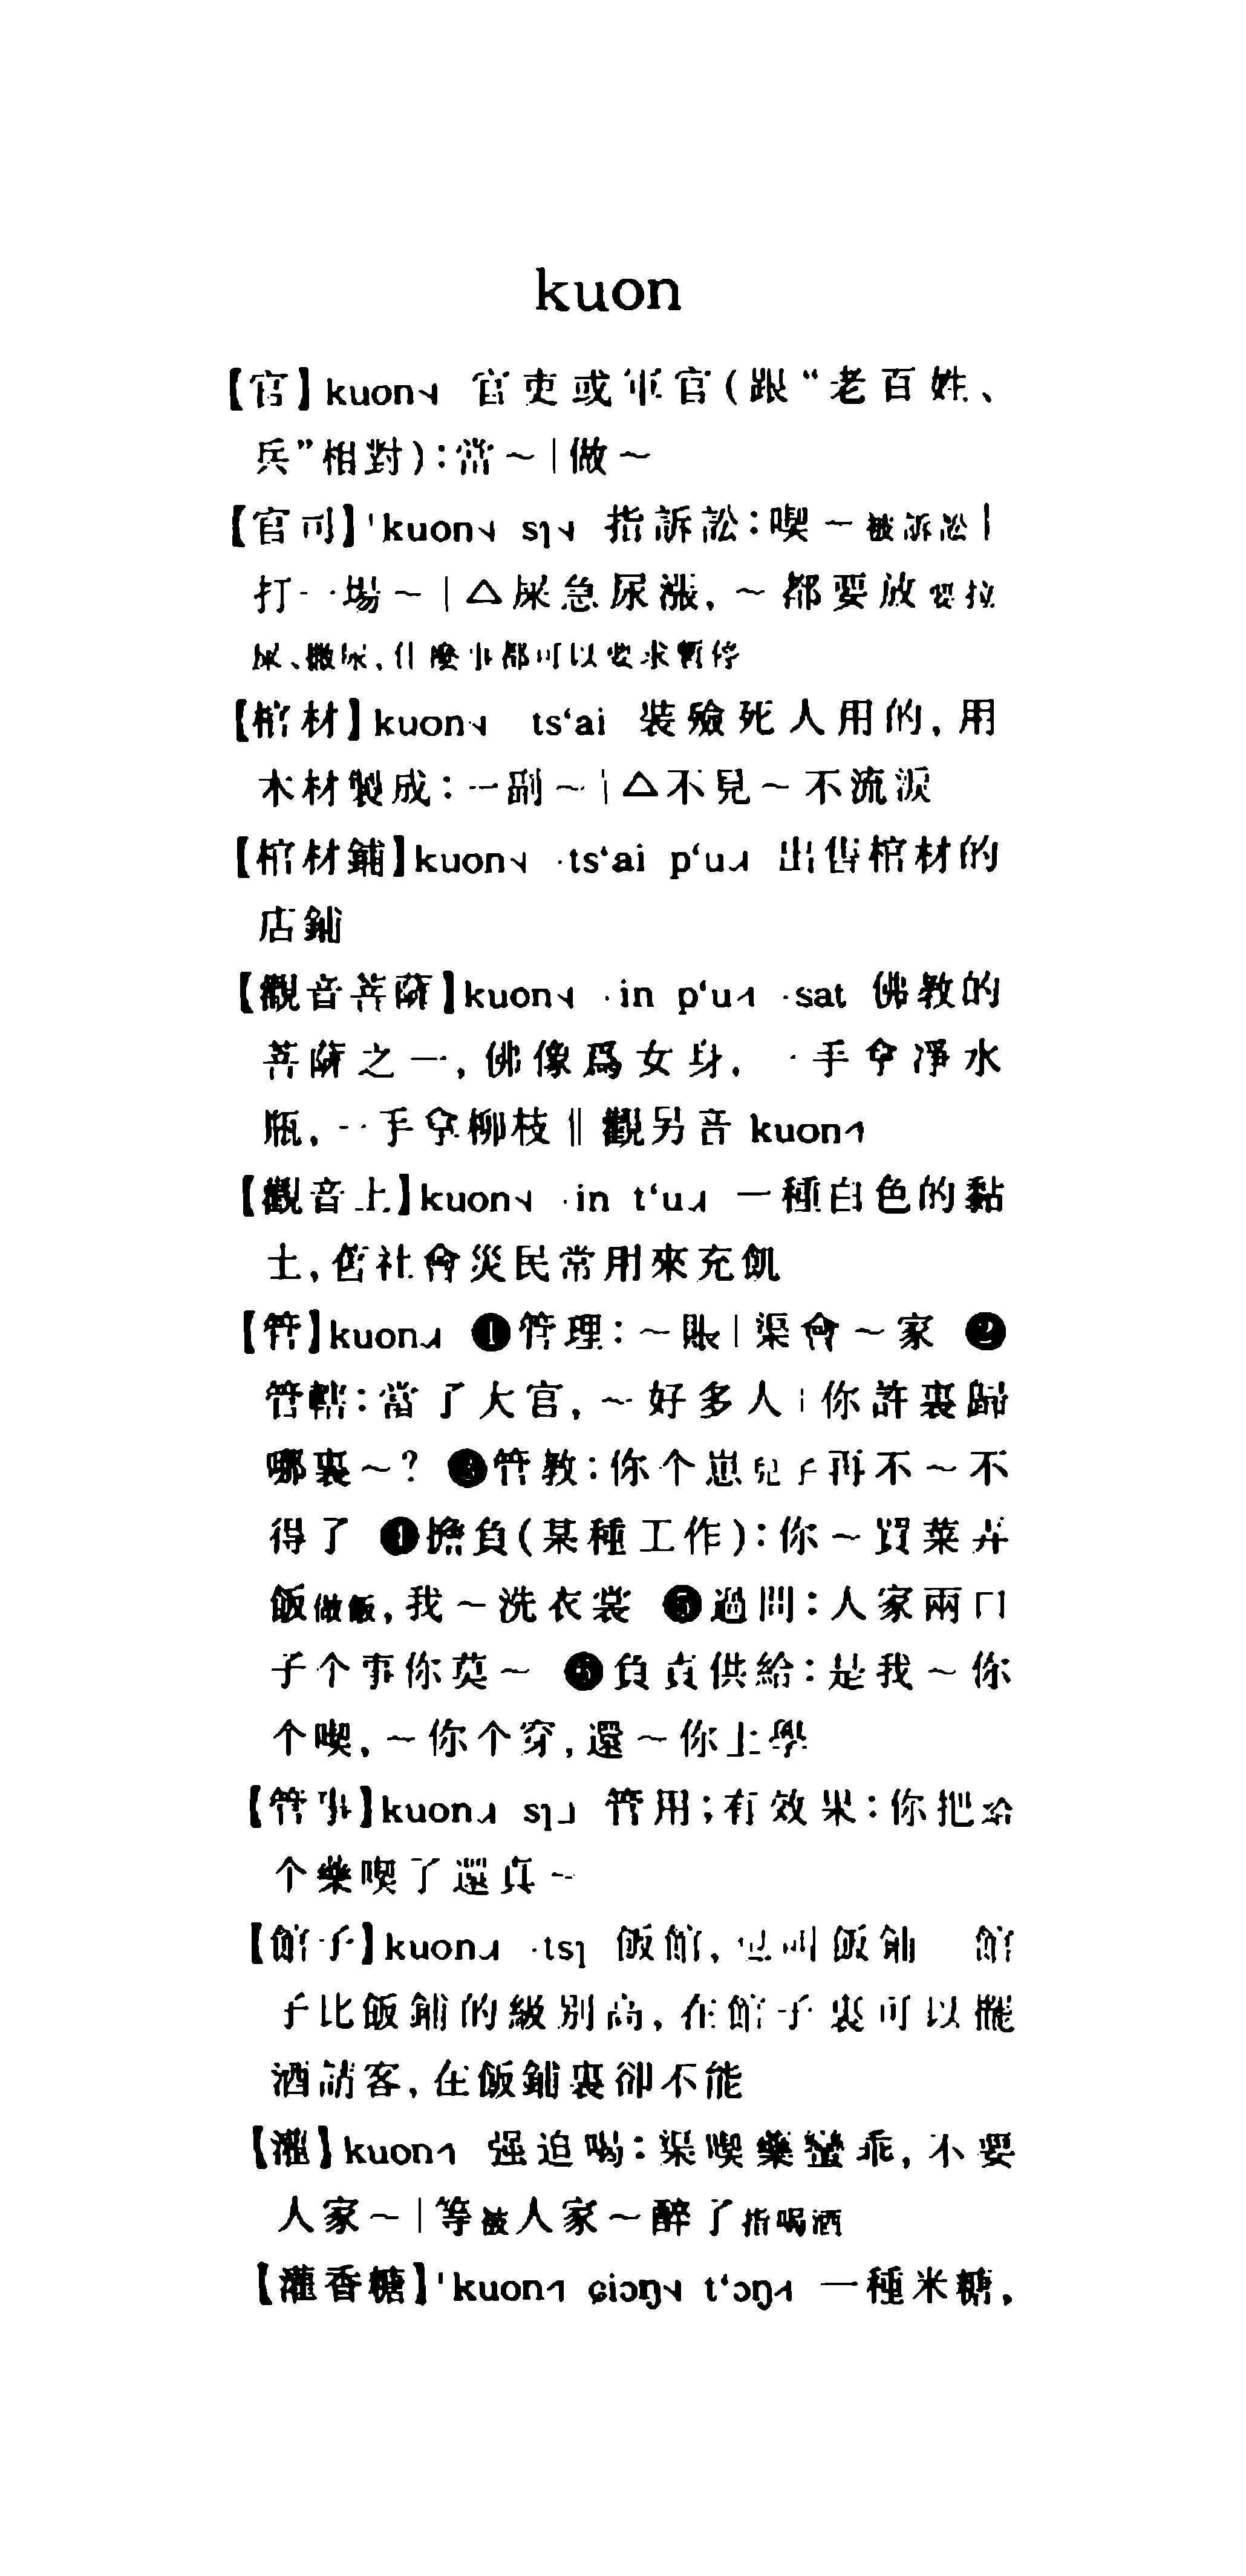 kuon
【官】kuon˧ 官吏或軍官(跟“老百姓、
兵”相對):當～|做～
【官司】'kuon˧ sɿ˧ 指訴訟:喫～被訴訟|
打一場～|△屎急尿漲,～都要放要拉
屎、撒尿,什麼事都可以要求暫停
【棺材】kuon˧ ts‘ai 裝殮死人用的,用
木材製成:一副～|△不見～不流淚
【棺材鋪】kuon˧ ·ts‘ai p‘u˩ 出售棺材的
店鋪
【觀音菩薩】kuon˧ ·in p‘u˦ ·sat 佛教的
菩薩之一,佛像爲女身,一手拿凈水
瓶,一手拿柳枝‖觀另音 kuon˦
【觀音土】kuon˧ ·in t‘u˩ 一種白色的黏
土,舊社會災民常用來充飢
【管】kuon˩ ❶管理:～賬|渠會～家 ❷
管轄:當了大官,～好多人|你許裏歸
哪裏～? ❸管教:你个崽兒子再不～不
得了 ❹擔負(某種工作):你～買菜弄
飯做飯,我～洗衣裳 ❺過問:人家兩口
子个事你莫～ ❻負責供給:是我～你
个喫,～你个穿,還～你上學
【管事】kuon˩ sɿ˩ 管用;有效果:你把給
个藥喫了還真～
【館子】kuon˩ ·tsɿ 飯館,也叫飯鋪 館
子比飯鋪的級別高,在館子裏可以擺
酒請客,在飯鋪裏卻不能
【灌】kuon˦ 强迫喝:渠喫藥蠻乖,不要
人家～|等被人家～醉了指喝酒
【灌香糖】'kuon˦ ɕiɔŋ˧ t‘ɔŋ˦ 一種米糖,